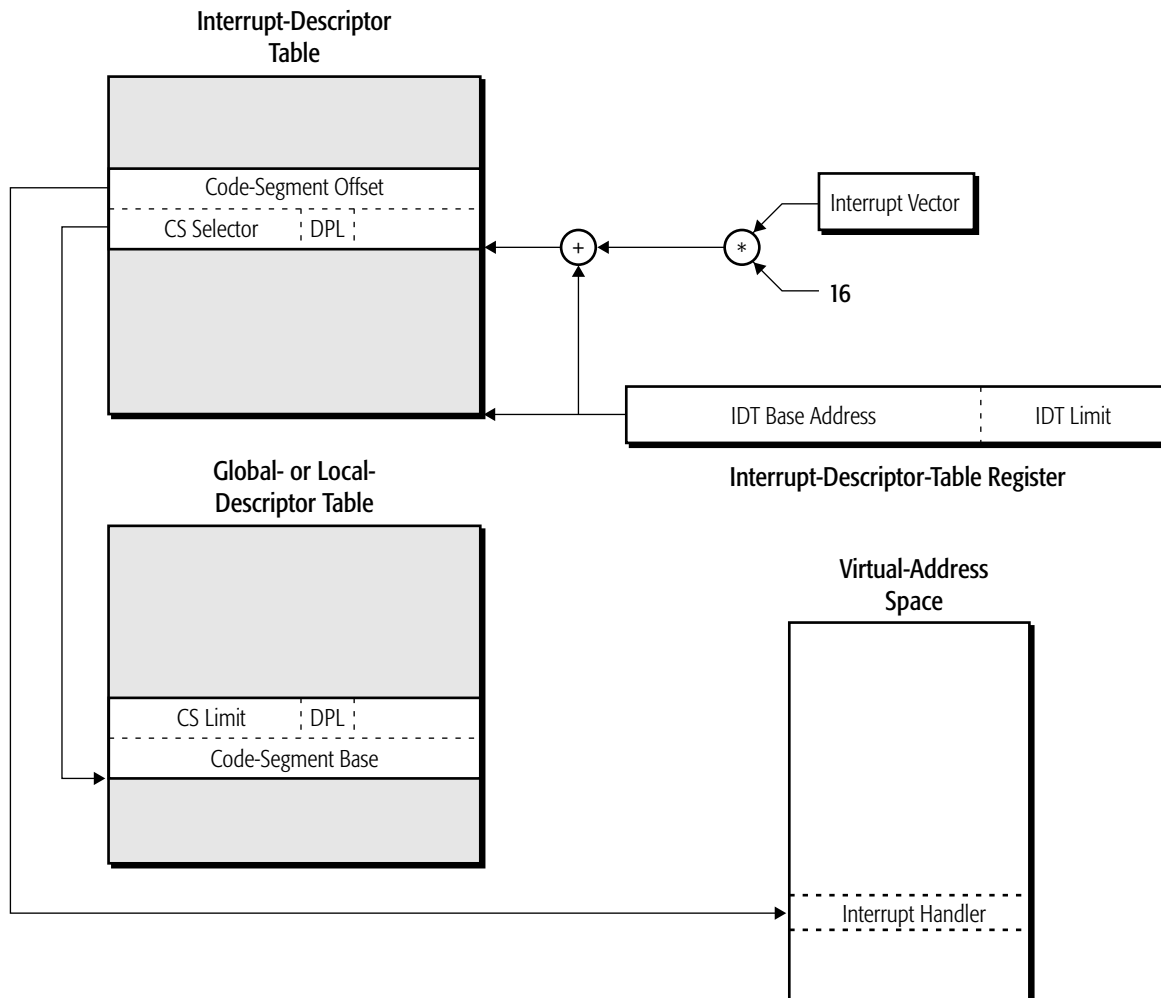 Interrupt-Descriptor
Table
Code-Segment Offset
CS Selector DPL
Interrupt Vector
+
*
16
IDT Base Address IDT Limit
Interrupt-Descriptor-Table Register
Global- or Local-
Descriptor Table
CS Limit DPL
Code-Segment Base
Virtual-Address
Space
Interrupt Handler